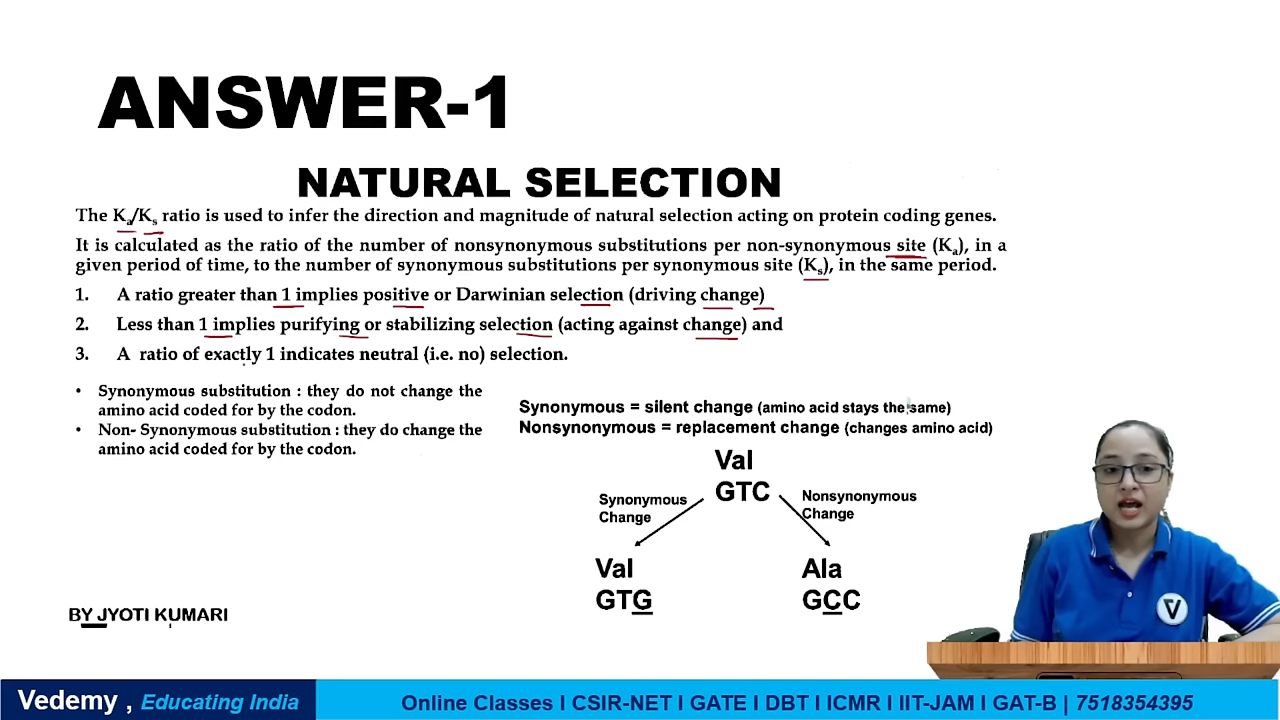 ANSWER-1
NATURAL SELECTION
The Ka/Ks ratio is used to infer the direction and magnitude of natural selection acting on protein coding genes.
It is calculated as the ratio of the number of nonsynonymous substitutions per non-synonymous site (Ka), in a
given period of time, to the number of synonymous substitutions per synonymous site (Ks), in the same period.
1. A ratio greater than 1 implies positive or Darwinian selection (driving change)
2. Less than 1 implies purifying or stabilizing selection (acting against change) and
3. A ratio of exactly 1 indicates neutral (i.e. no) selection.
• Synonymous substitution : they do not change the
amino acid coded for by the codon.
• Non- Synonymous substitution : they do change the
amino acid coded for by the codon.
Synonymous = silent change (amino acid stays the same)
Nonsynonymous = replacement change (changes amino acid)
Val
GTC
Synonymous
Change
Nonsynonymous
Change
Val
GTG
Ala
GCC
BY JYOTI KUMARI
Vedemy , Educating India
Online Classes I CSIR-NET I GATE I DBT I ICMR I IIT-JAM I GAT-B | 7518354395